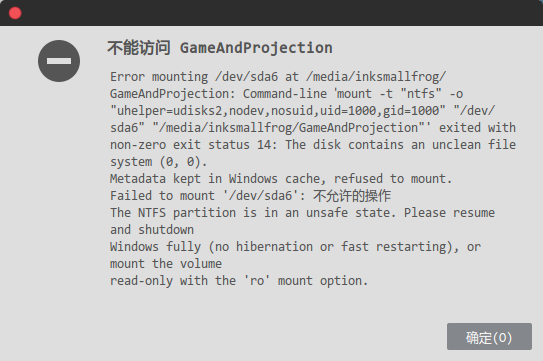 不能访问 GameAndProjection
Error mounting /dev/sda6 at /media/inksmallfrog/
GameAndProjection: Command-line 'mount -t "ntfs" -o
"uhelper=udisks2,nodev,nosuid,uid=1000,gid=1000" "/dev/
sda6" "/media/inksmallfrog/GameAndProjection"' exited with
non-zero exit status 14: The disk contains an unclean file
system (0, 0).
Metadata kept in Windows cache, refused to mount.
Failed to mount '/dev/sda6': 不允许的操作
The NTFS partition is in an unsafe state. Please resume
and shutdown
Windows fully (no hibernation or fast restarting), or
mount the volume
read-only with the 'ro' mount option.
确定(O)